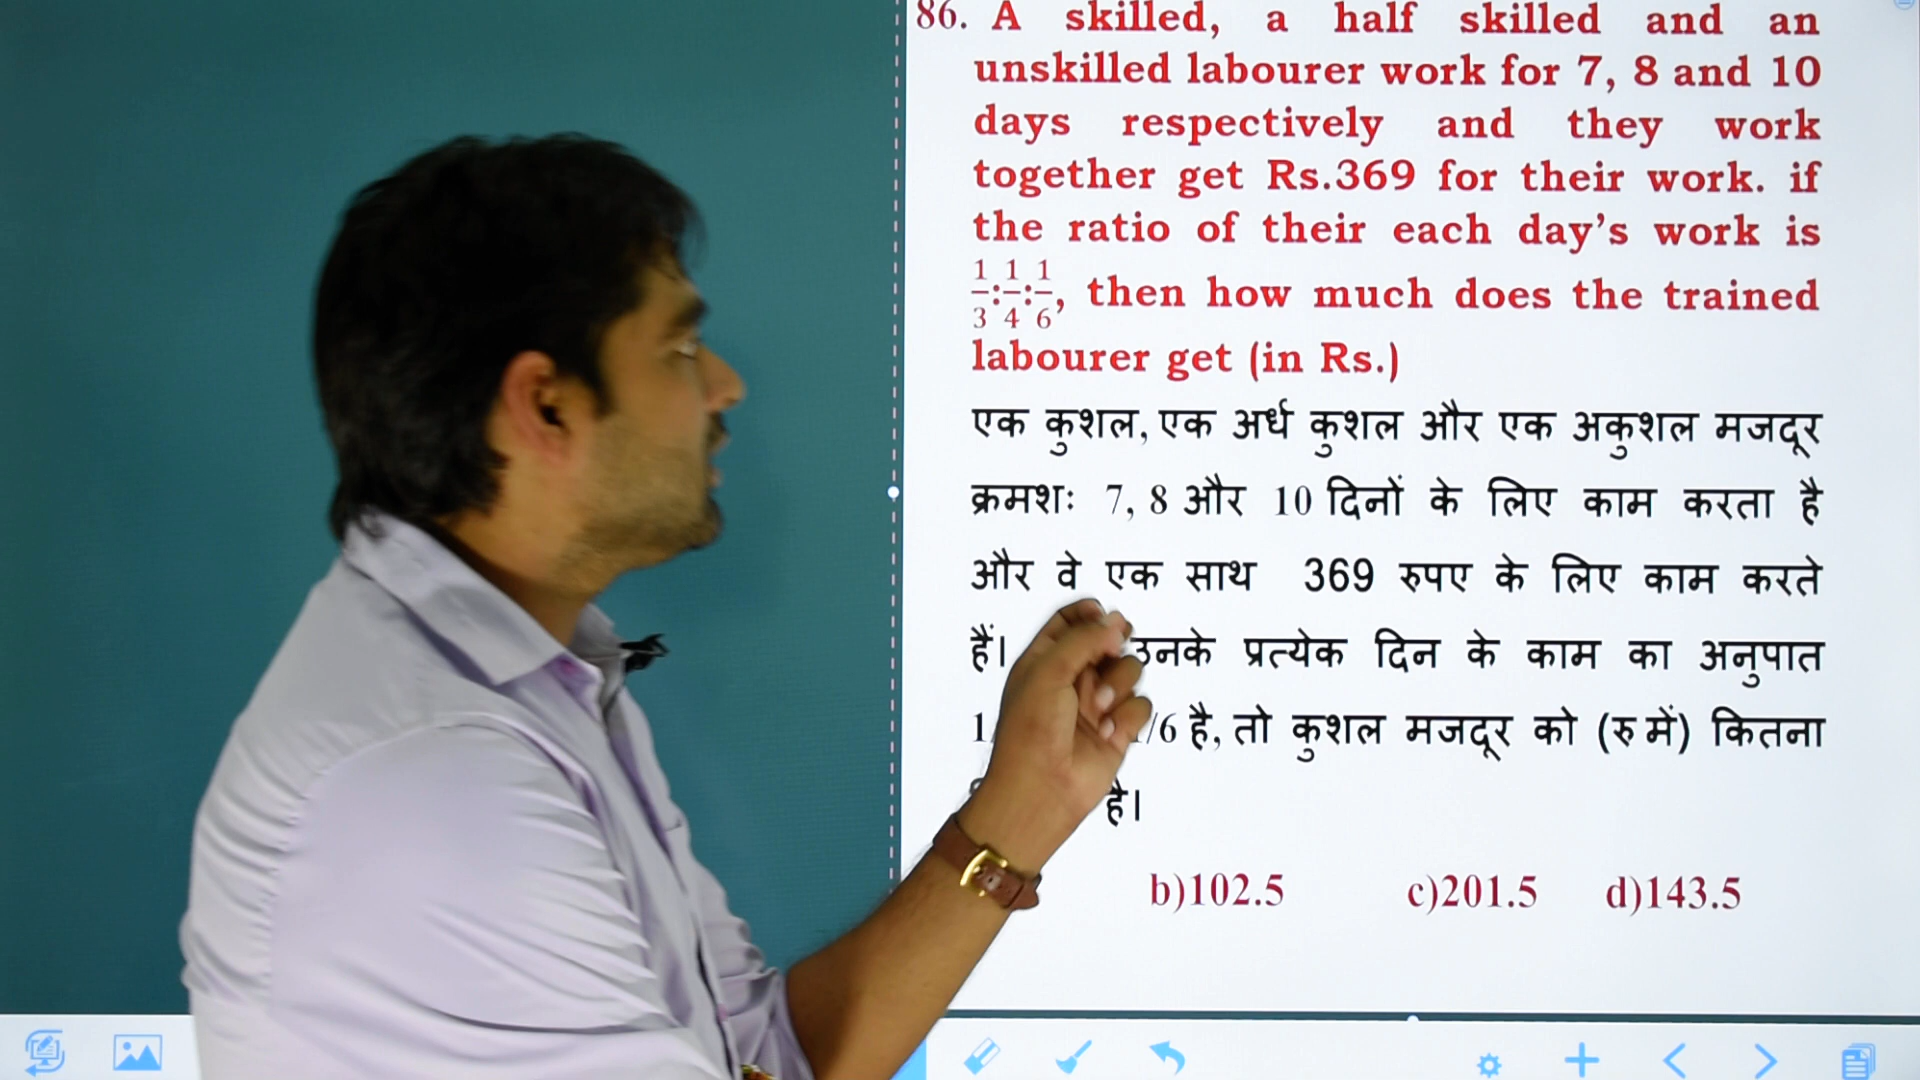 86. A skilled, a half skilled and an
unskilled labourer work for 7, 8 and 10
days respectively and they work
together get Rs.369 for their work. if
the ratio of their each day's work is
1/3:1/4:1/6, then how much does the trained
labourer get (in Rs.)
एक कुशल, एक अर्ध कुशल और एक अकुशल मजदूर
क्रमशः 7, 8 और 10 दिनों के लिए काम करता है
और वे एक साथ 369 रुपए के लिए काम करते
हैं। उनके प्रत्येक दिन के काम का अनुपात
/6 है, तो कुशल मजदूर को (रु में) कितना
है।
b)102.5 c)201.5 d)143.5